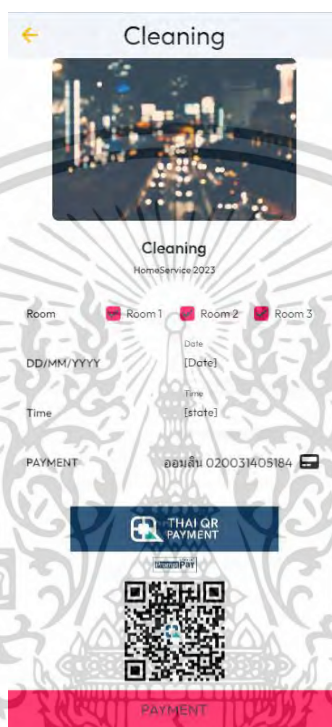 Cleaning
Cleaning
HomeService 2023
Room Room 1 Room 2 Room 3
Date
DD/MM/YYYY [Date]
Time
Time [state]
PAYMENT ออมสิน 020031405184
THAI QR
PAYMENT
PromptPay
PAYMENT